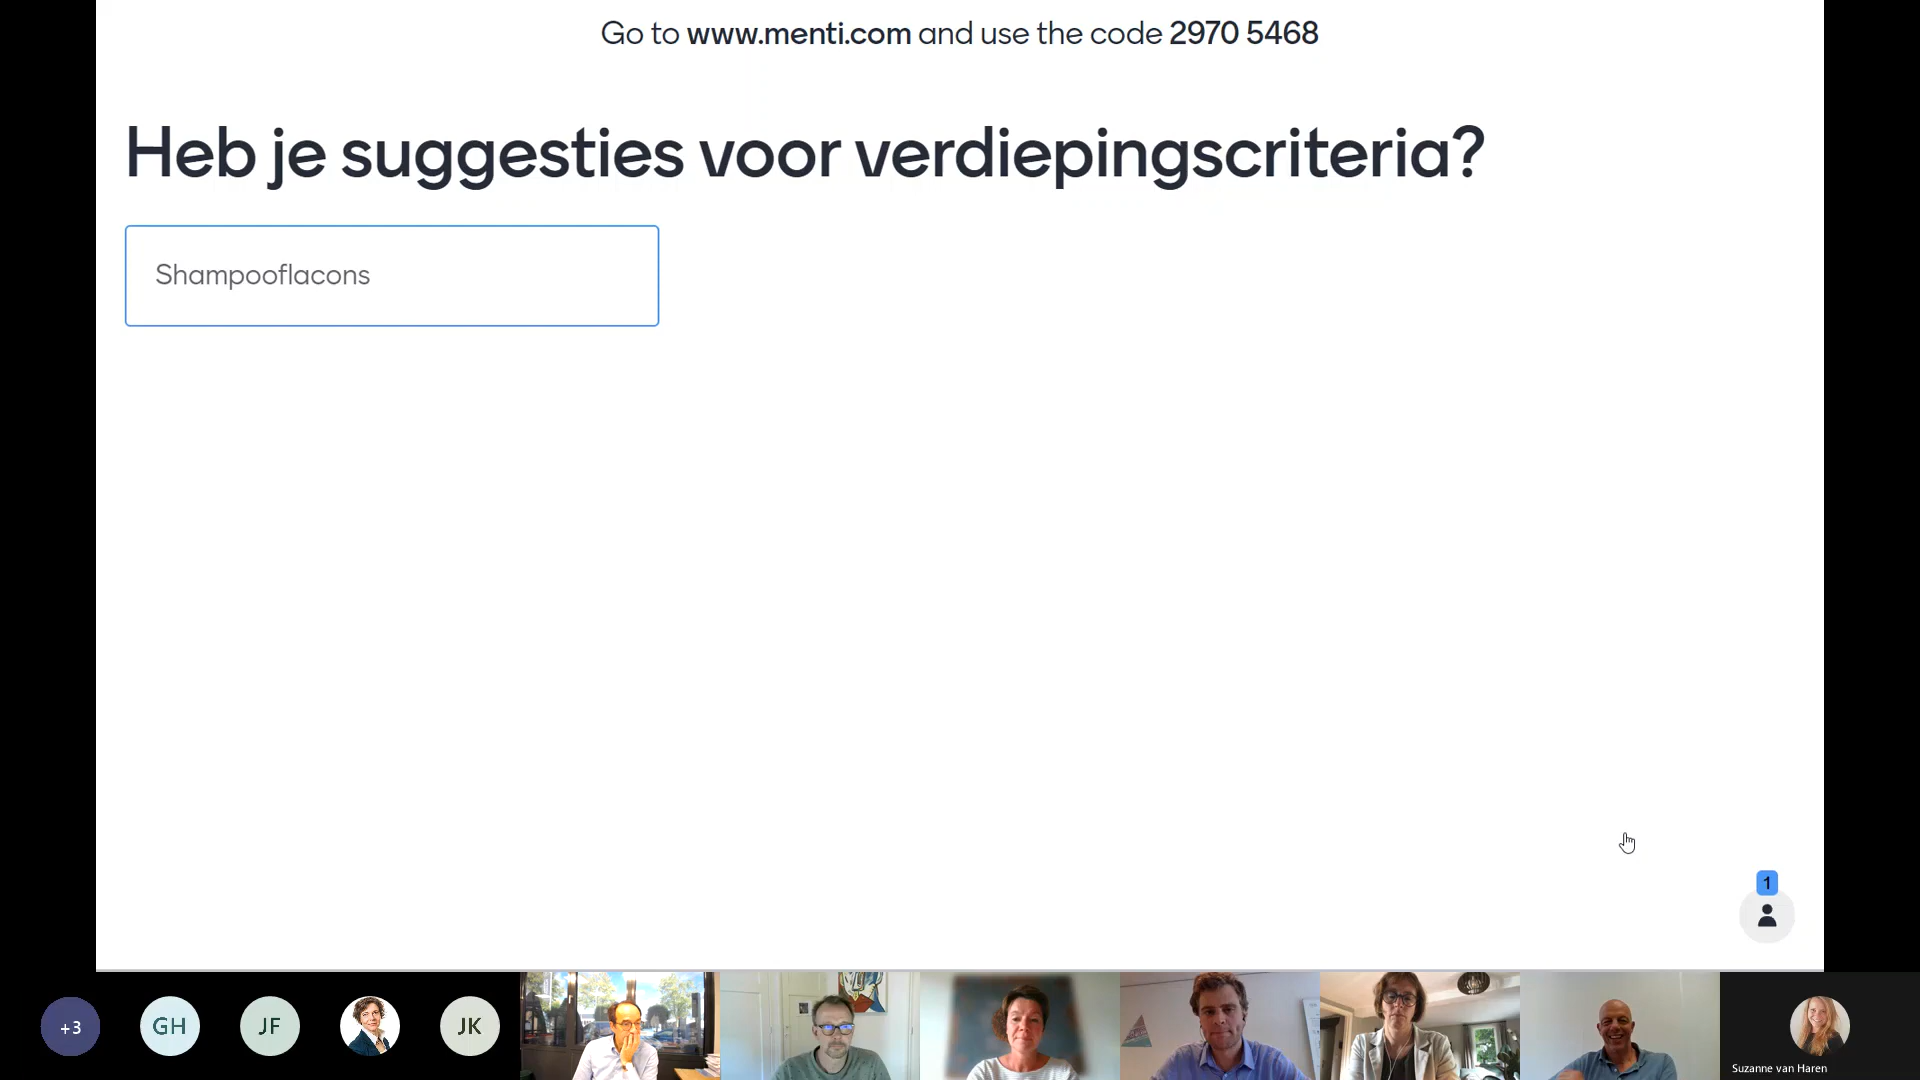 Go to www.menti.com and use the code 2970 5468
Heb je suggesties voor verdiepingscriteria?
Shampooflacons
1
+3
GH
JF
JK
Suzanne van Haren